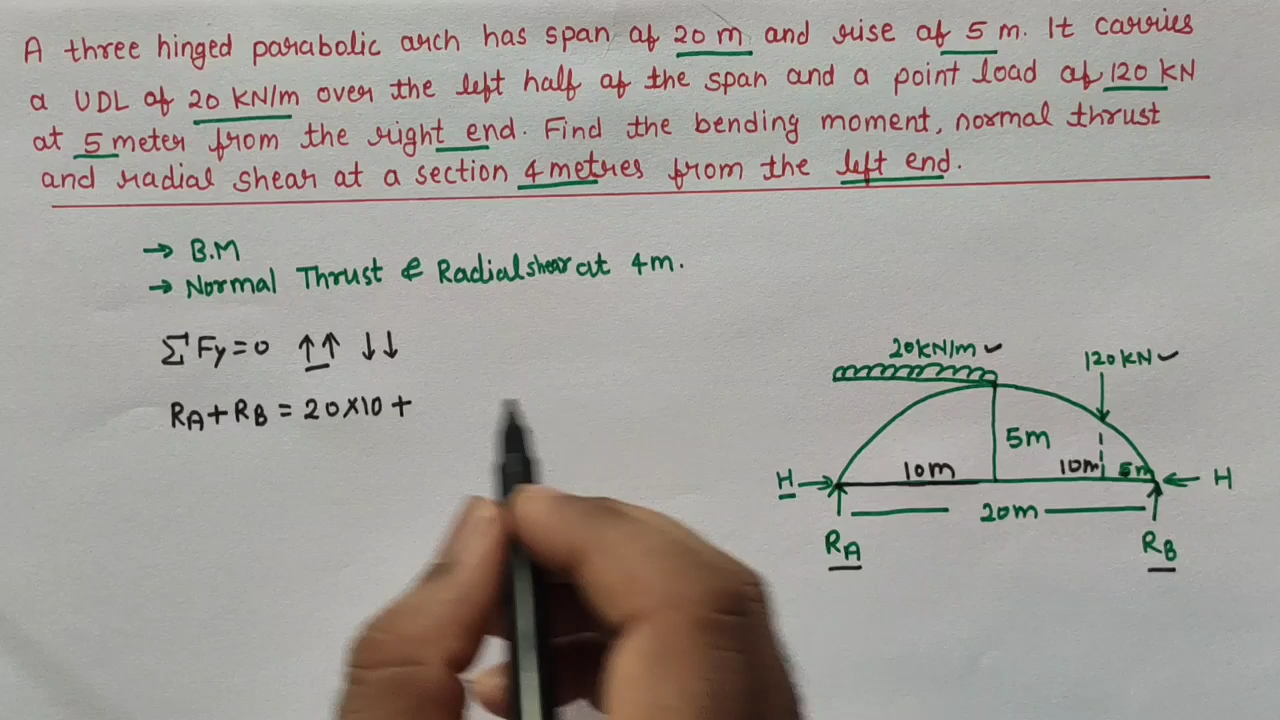 A three hinged parabolic arch has span of 20 m and rise of 5 m. It carries
a UDL of 20 KN/m over the left half of the span and a point load of 120 KN
at 5 meter from the right end. Find the bending moment, normal thrust
and radial shear at a section 4 metres from the left end.
→ B.M
→ Normal Thrust & Radial shear at 4m.
ΣFy=0 ↑↑ ↓↓
RA+RB = 20×10+
20KN/m ✓
120KN ✓
5m
10m
10m
5m
H
H
20m
RA
RB